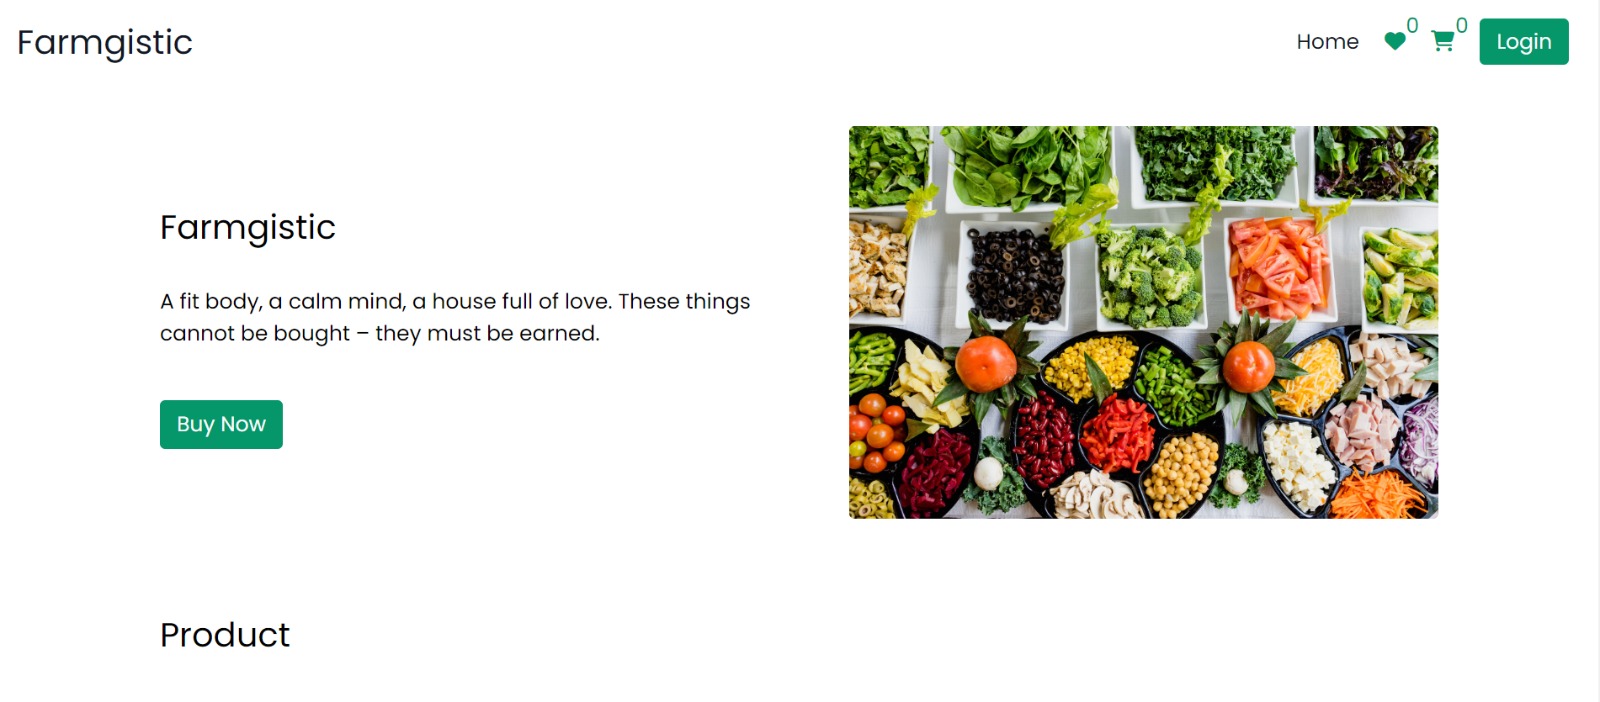 Farmgistic
Home
0
0
Login
Farmgistic
A fit body, a calm mind, a house full of love. These things
cannot be bought – they must be earned.
Buy Now
Product